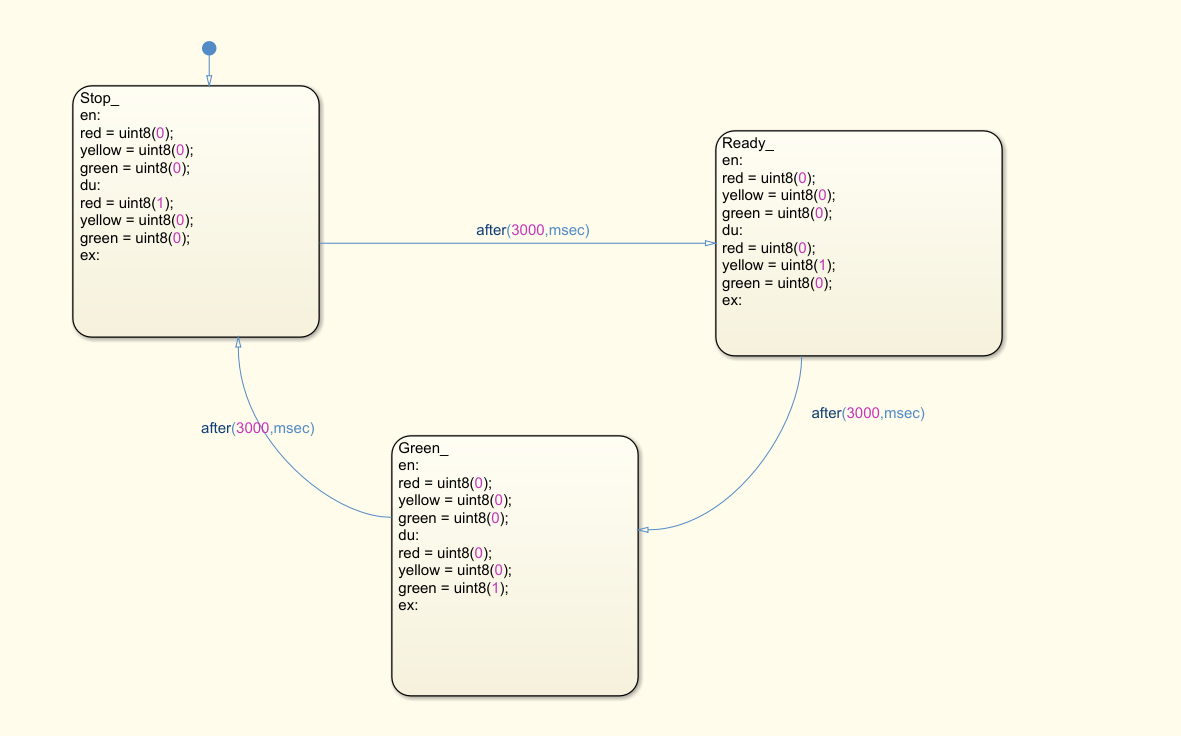 Stop_
en:
red = uint8(0);
yellow = uint8(0);
green = uint8(0);
du:
red = uint8(1);
yellow = uint8(0);
green = uint8(0);
ex:
after(3000,msec)
Ready_
en:
red = uint8(0);
yellow = uint8(0);
green = uint8(0);
du:
red = uint8(0);
yellow = uint8(1);
green = uint8(0);
ex:
after(3000,msec)
Green_
en:
red = uint8(0);
yellow = uint8(0);
green = uint8(0);
du:
red = uint8(0);
yellow = uint8(0);
green = uint8(1);
ex:
after(3000,msec)